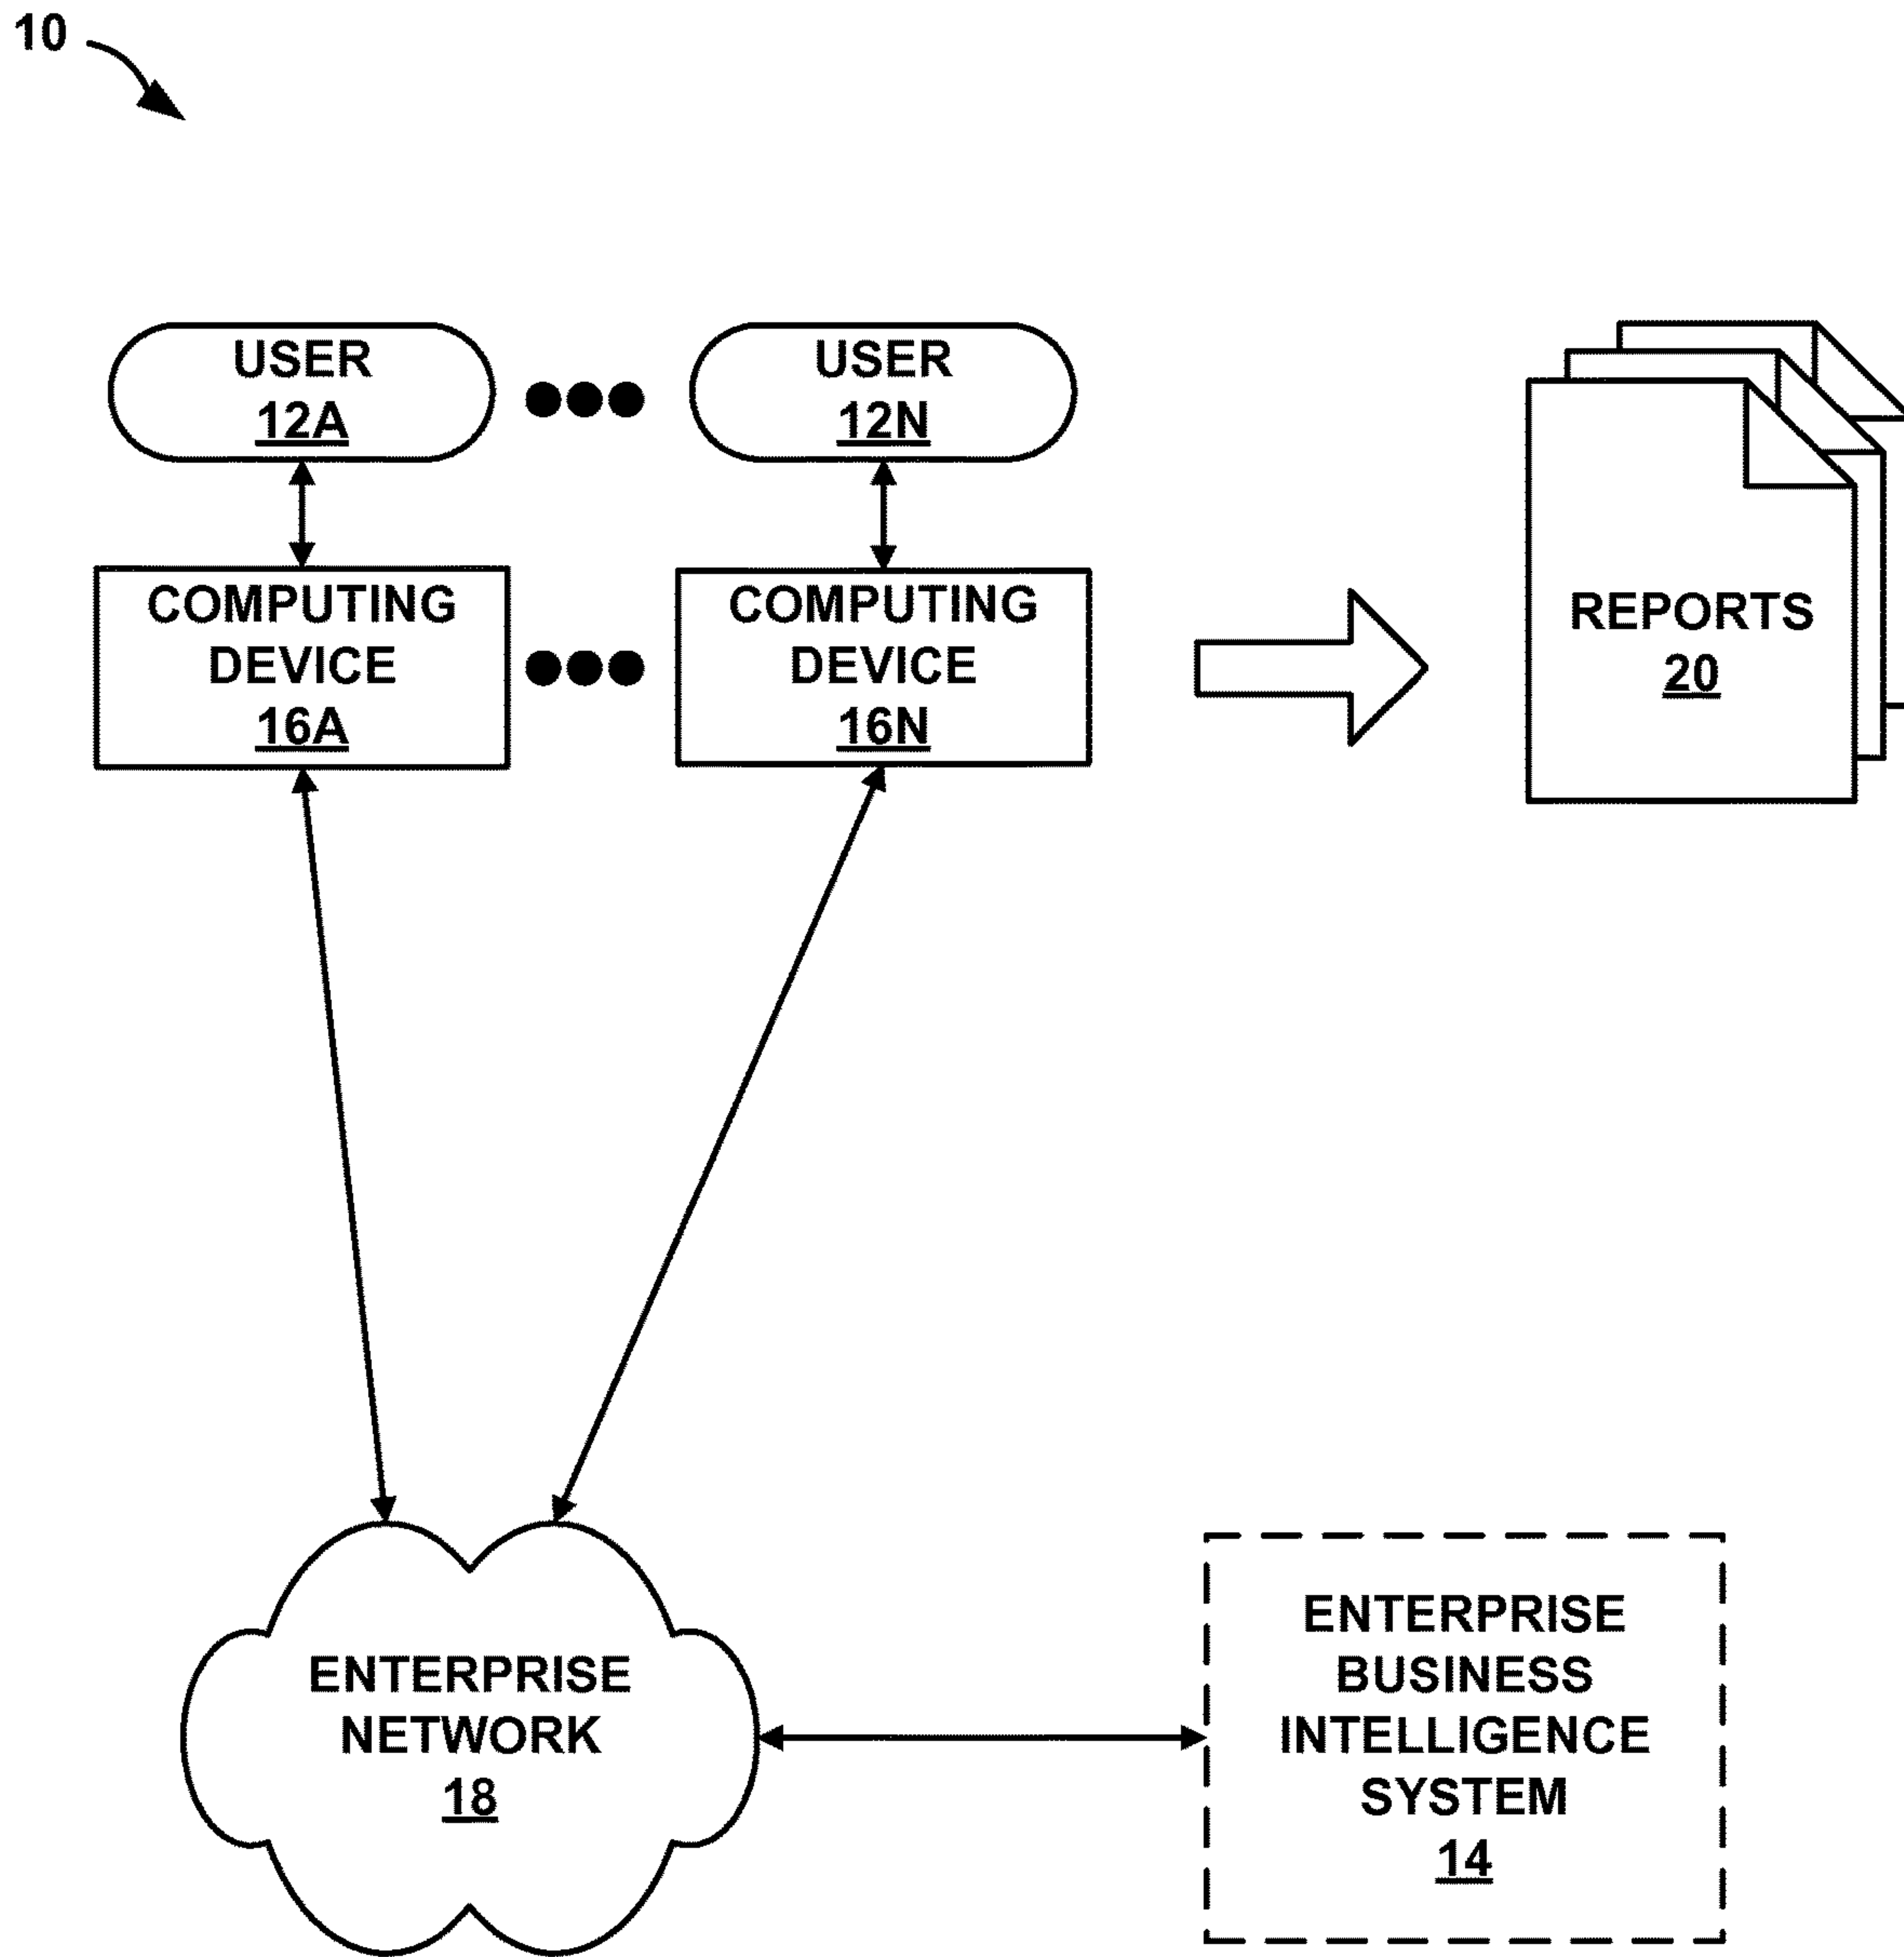 10
USER
12A
USER
12N
COMPUTING
DEVICE
16A
COMPUTING
DEVICE
16N
REPORTS
20
ENTERPRISE
NETWORK
18
ENTERPRISE
BUSINESS
INTELLIGENCE
SYSTEM
14